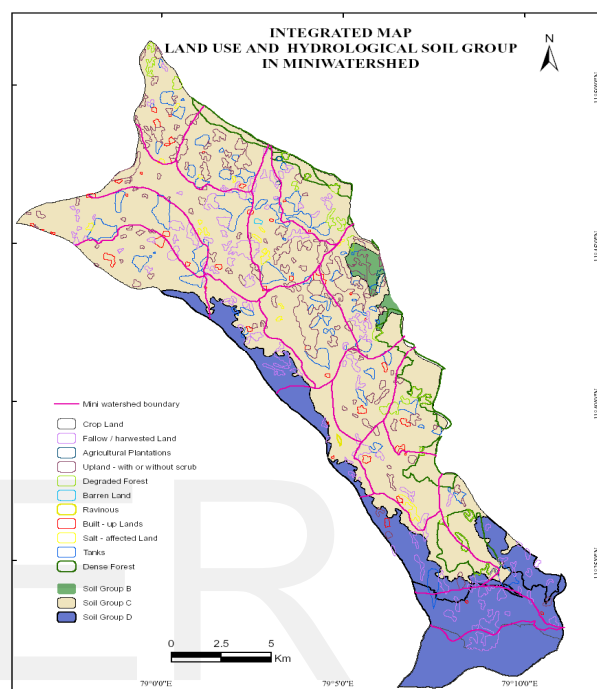 INTEGRATED MAP
LAND USE AND HYDROLOGICAL SOIL GROUP
IN MINIWATERSHED
N
Mini watershed boundary
Crop Land
Fallow / harwested Land
Agricultural Plantations
Upland - with or without scrub
Degraded Forest
Barren Land
Ravinous
Built - up Lands
Salt - affected Land
Tanks
Dense Forest
Soil Group B
Soil Group C
Soil Group D
0 2.5 5
Km
79°0'0"E 79°5'0"E 79°10'0"E
ER